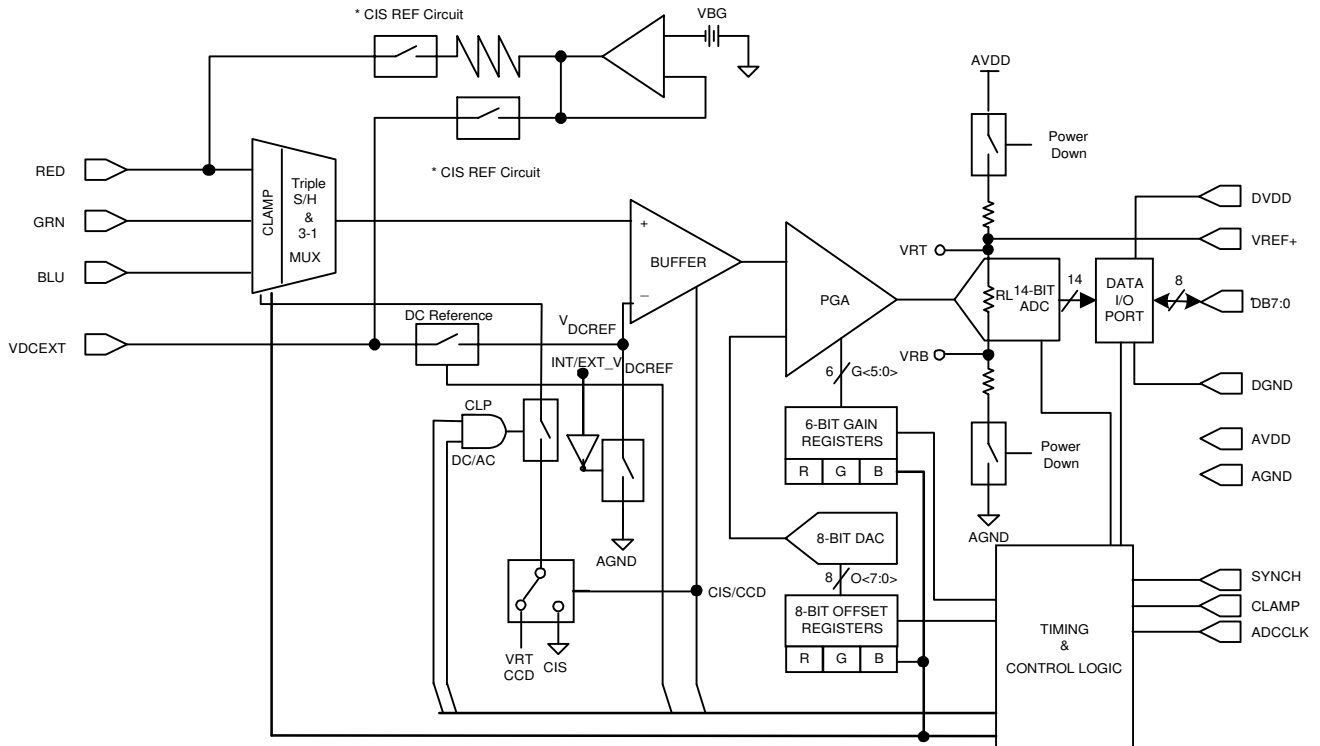 * CIS REF Circuit
VBG
AVDD
Power
Down
* CIS REF Circuit
RED
GRN
BLU
VDCEXT
CLAMP
Triple
S/H
&
3-1
MUX
+
BUFFER
–
DC Reference
VDCREF
INT/EXT_VDCREF
CLP
DC/AC
AGND
VRT
CCD
CIS
CIS/CCD
PGA
6
G<5:0>
6-BIT GAIN
REGISTERS
R G B
8-BIT DAC
8
O<7:0>
8-BIT OFFSET
REGISTERS
R G B
VRT
RL
14-BIT
ADC
VRB
14
DATA
I/O
PORT
8
Power
Down
AGND
TIMING
&
CONTROL LOGIC
DVDD
VREF+
DB7:0
DGND
AVDD
AGND
SYNCH
CLAMP
ADCCLK